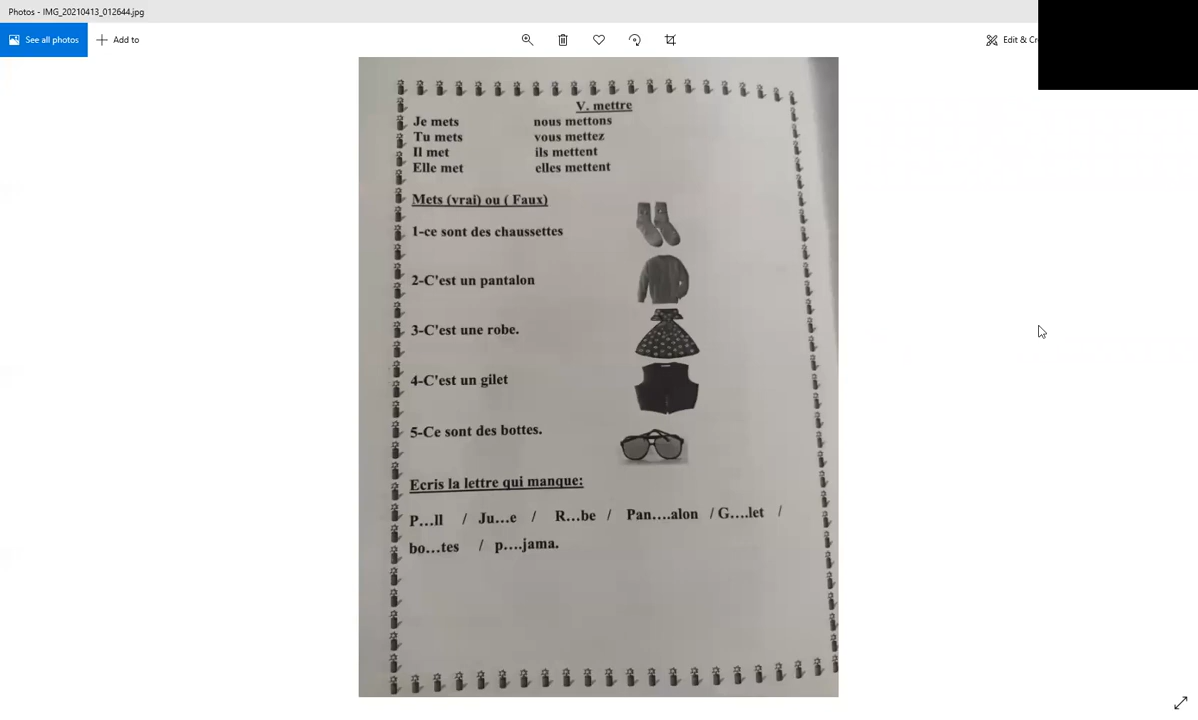 Photos - IMG_20210413_012644.jpg
See all photos
Add to
Edit & Cr
V. mettre
Je mets nous mettons
Tu mets vous mettez
Il met ils mettent
Elle met elles mettent
Mets (vrai) ou ( Faux)
1-ce sont des chaussettes
2-C'est un pantalon
3-C'est une robe.
4-C'est un gilet
5-Ce sont des bottes.
Ecris la lettre qui manque:
P...ll / Ju...e / R...be / Pan....alon / G....let /
bo...tes / p....jama.